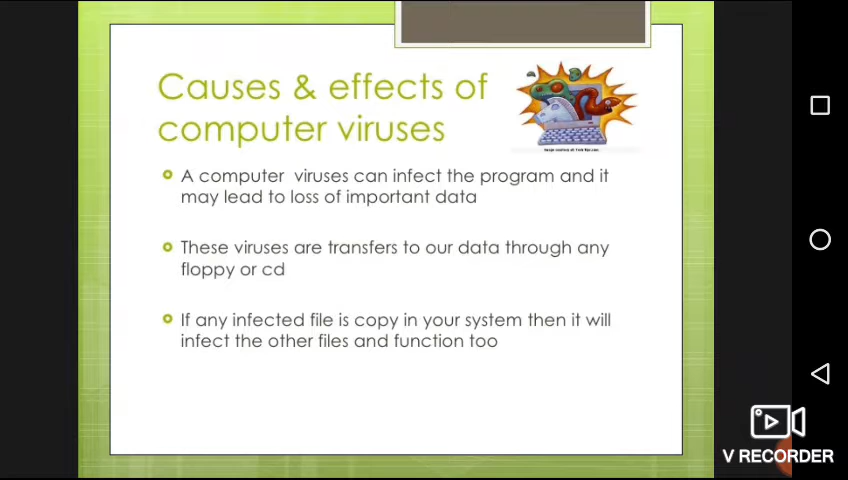 Causes & effects of
computer viruses
A computer viruses can infect the program and it
may lead to loss of important data
These viruses are transfers to our data through any
floppy or cd
If any infected file is copy in your system then it will
infect the other files and function too
V RECORDER